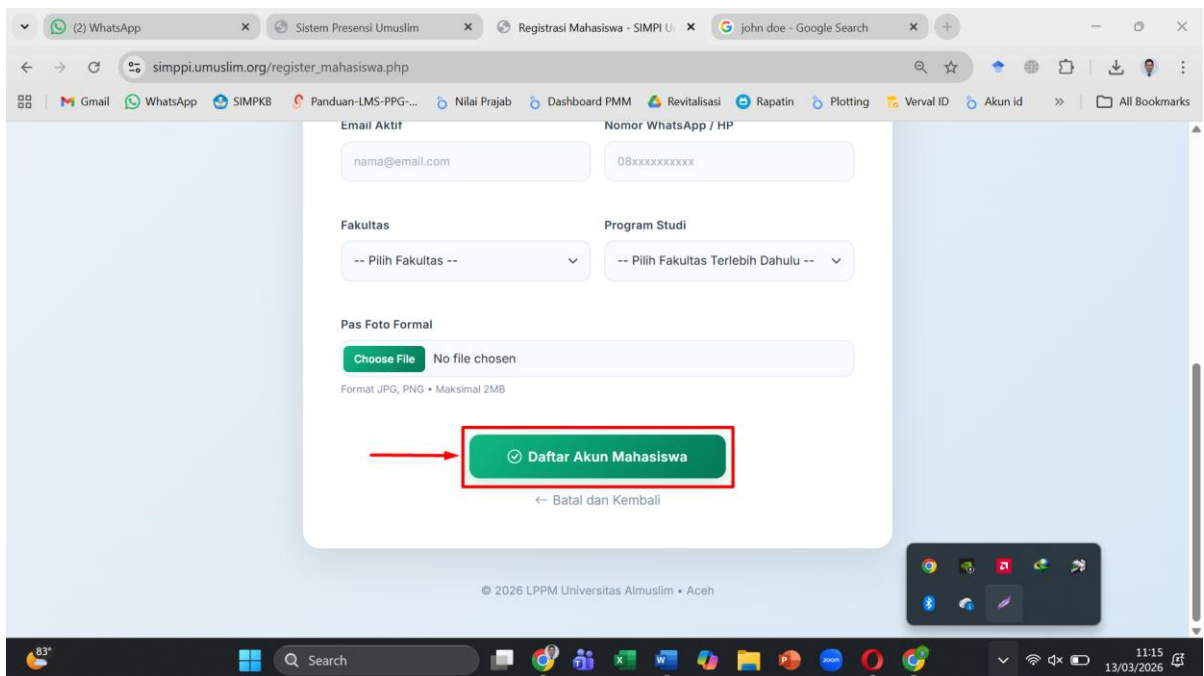 (2) WhatsApp
Sistem Presensi Umuslim
Registrasi Mahasiswa - SIMPI U
john doe - Google Search
simppi.umuslim.org/register_mahasiswa.php
Gmail
WhatsApp
SIMPKB
Panduan-LMS-PPG-...
Nilai Prajab
Dashboard PMM
Revitalisasi
Rapatin
Plotting
Verval ID
Akun id
All Bookmarks
Email Aktif
Nomor WhatsApp / HP
nama@email.com
08xxxxxxxxxx
Fakultas
Program Studi
-- Pilih Fakultas --
-- Pilih Fakultas Terlebih Dahulu --
Pas Foto Formal
Choose File No file chosen
Format JPG, PNG • Maksimal 2MB
Daftar Akun Mahasiswa
← Batal dan Kembali
© 2026 LPPM Universitas Almuslim • Aceh
83°
Search
zoom
11:15
13/03/2026